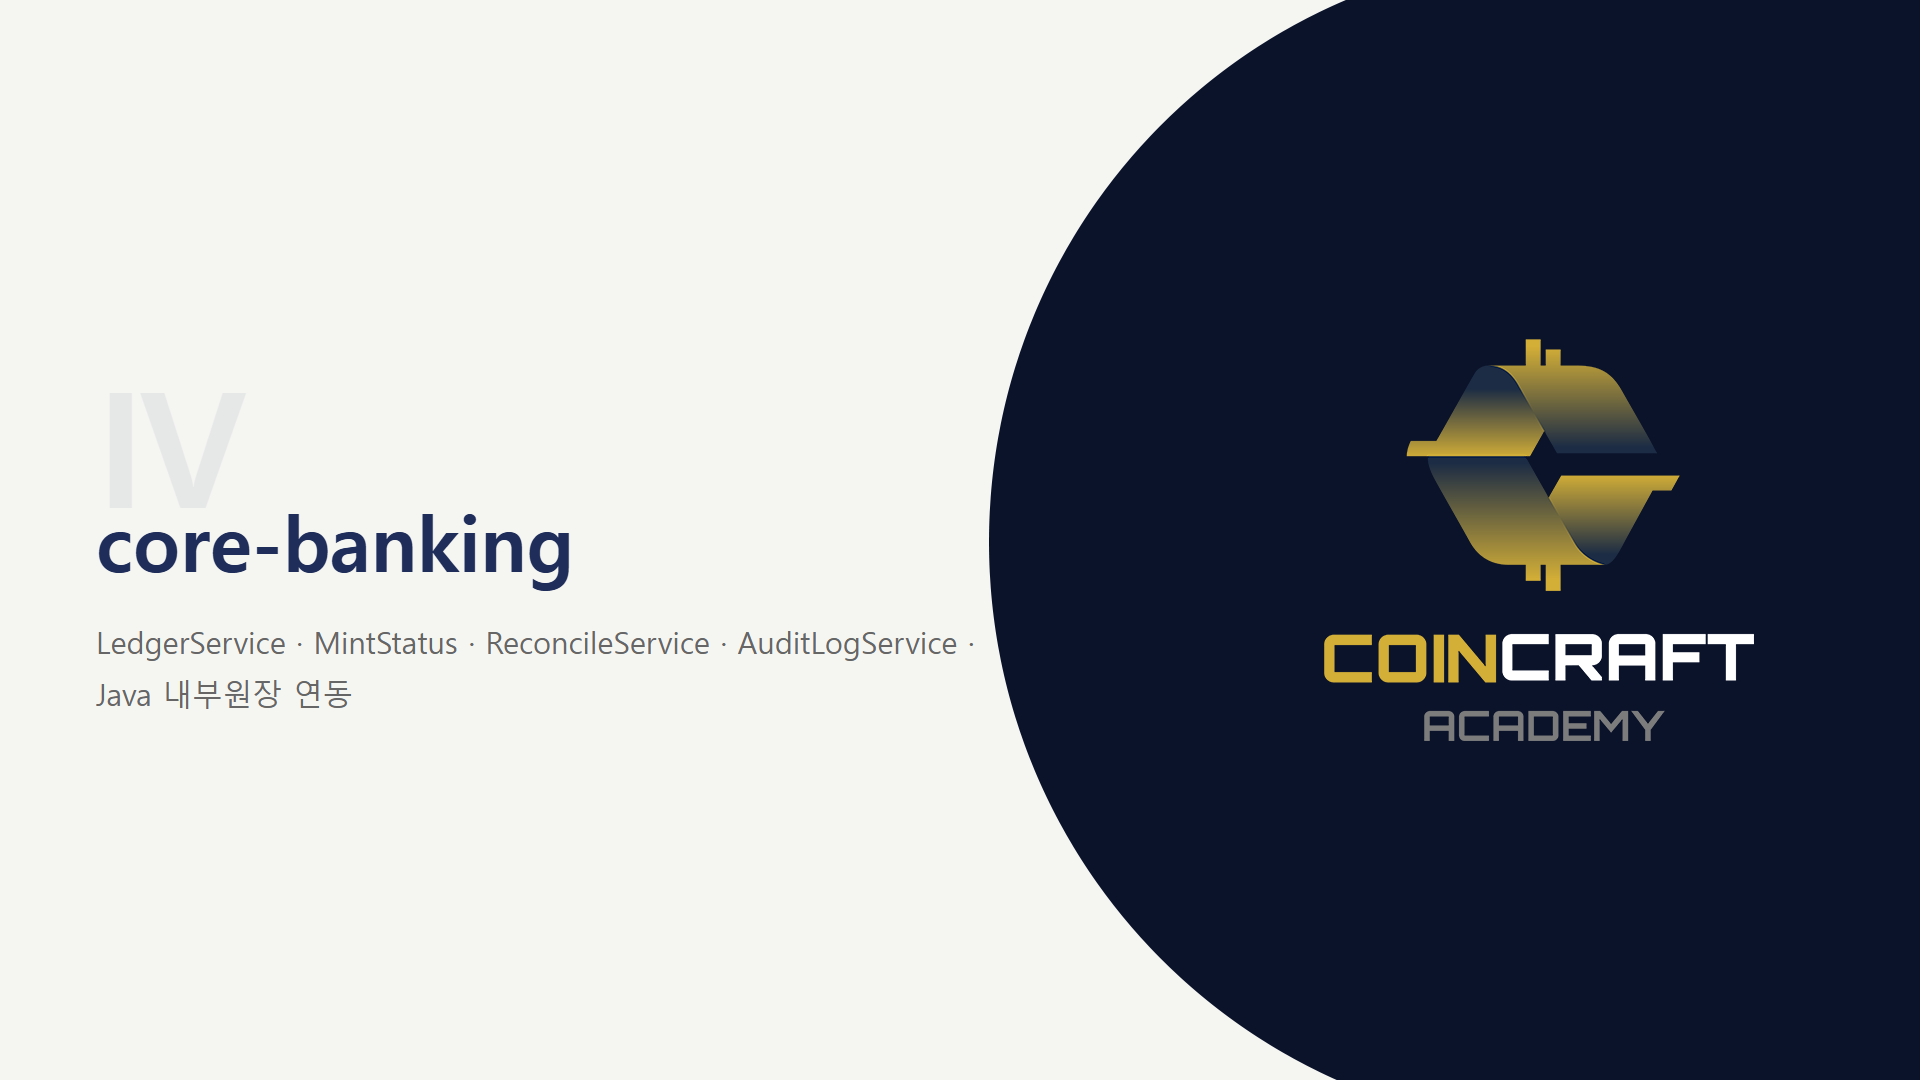 IV
core-banking
LedgerService · MintStatus · ReconcileService · AuditLogService ·
Java 내부원장 연동
COINCRAFT
ACADEMY